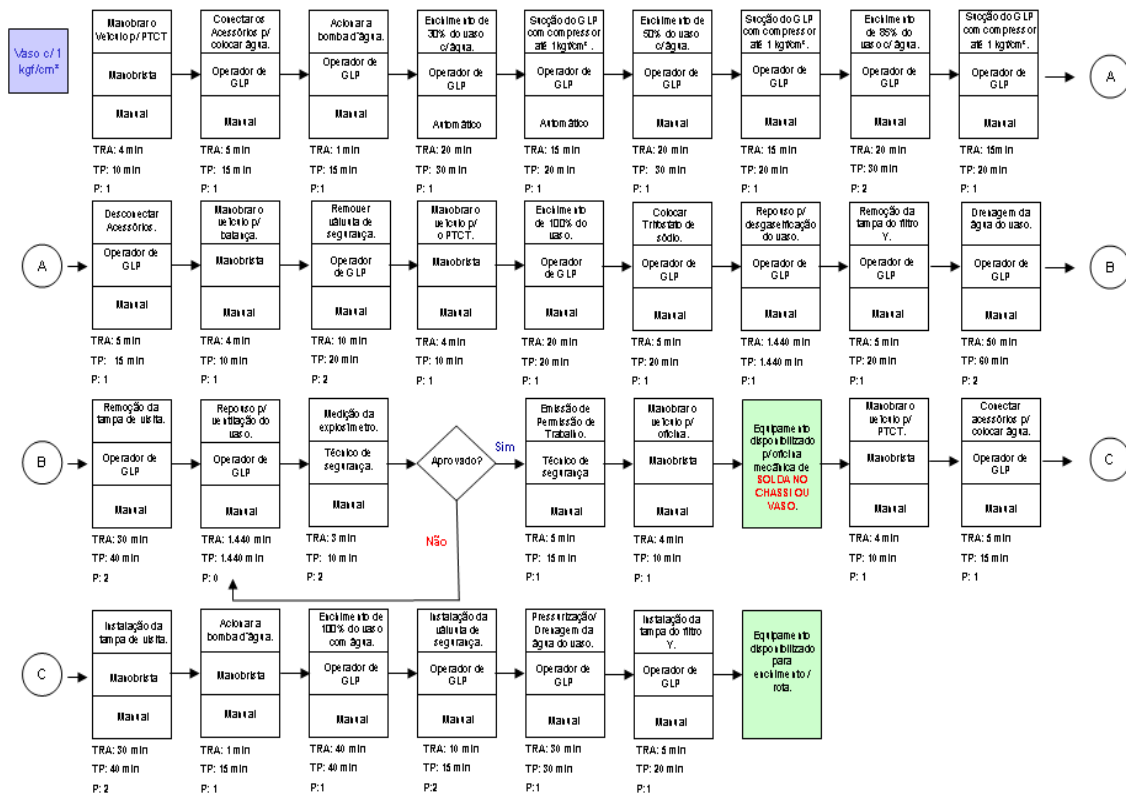 Vaso c/ 1
kgf/cm²
Manobrar o
Veículo p/ PTCT
Manobrista
Manual
TRA: 4 min
TP: 10 min
P: 1
Conectar os
Acessórios p/
colocar água.
Operador de
GLP
Manual
TRA: 5 min
TP: 15 min
P: 1
Acionar a
bomba d'água.
Operador de
GLP
Manual
TRA: 1 min
TP: 15 min
P:1
Enchimento de
30% do vaso
c/água.
Operador de
GLP
Automático
TRA: 20 min
TP: 30 min
P: 1
Sucção do GLP
com compressor
até 1kgf/cm².
Operador de
GLP
Automático
TRA: 15 min
TP: 20 min
P: 1
Enchimento de
50% do vaso
c/água.
Operador de
GLP
Manual
TRA: 20 min
TP: 30 min
P: 1
Sucção do GLP
com compressor
até 1 kgf/cm².
Operador de
GLP
Manual
TRA: 15 min
TP: 20 min
P: 1
Enchimento
de 85% do
vaso c/ água.
Operador de
GLP
Manual
TRA: 20 min
TP: 30 min
P: 2
Sucção do GLP
com compressor
até 1 kgf/cm².
Operador de
GLP
Manual
TRA: 15min
TP: 20 min
P: 1
A
A
Desconectar
Acessórios.
Operador de
GLP
Manual
TRA: 5 min
TP: 15 min
P: 1
Manobrar o
veículo p/
balança.
Manobrista
Manual
TRA: 4 min
TP: 10 min
P: 1
Remover
válvula de
segurança.
Operador
de GLP
Manual
TRA: 10 min
TP: 20 min
P: 2
Manobrar o
veículo p/
o PTCT.
Manobrista
Manual
TRA: 4 min
TP: 10 min
P: 1
Enchimento
de 100% do
vaso.
Operador
de GLP
Manual
TRA: 20 min
TP: 20 min
P: 1
Colocar
Trifosfato de
sódio.
Operador de
GLP
Manual
TRA: 5 min
TP: 20 min
P: 1
Repouso p/
desgaseificação
do vaso.
Operador de
GLP
Manual
TRA: 1.440 min
TP: 1.440 min
P:1
Remoção da
tampa do filtro
Y.
Operador de
GLP
Manual
TRA: 5 min
TP: 20 min
P: 1
Drenagem da
água do vaso.
Operador de
GLP
Manual
TRA: 50 min
TP: 60 min
P: 2
B
B
Remoção da
tampa de visita.
Operador de
GLP
Manual
TRA: 30 min
TP: 40 min
P: 2
Repouso p/
ventilação do
vaso.
Operador de
GLP
Manual
TRA: 1.440 min
TP: 1.440 min
P: 0
Medição da
explosímetro.
Técnico de
segurança.
Manual
TRA: 3 min
TP: 10 min
P: 2
Aprovado?
Sim
Não
Emissão de
Permissão de
Trabalho.
Técnico de
segurança
Manual
TRA: 5 min
TP: 15 min
P:1
Manobrar o
veículo p/
oficina.
Manobrista
Manual
TRA: 4 min
TP: 10 min
P: 1
Equipamento
disponibilizado
p/oficina
mecânica de
SOLDA NO
CHASSI OU
VASO.
Manobrar o
veículo p/
PTCT.
Manobrista
Manual
TRA: 4 min
TP: 10 min
P: 1
Conectar
acessórios p/
colocar água.
Operador de
GLP
Manual
TRA: 5 min
TP: 15 min
P: 1
C
C
Instalação da
tampa de visita.
Manobrista
Manual
TRA: 30 min
TP: 40 min
P: 2
Acionar a
bomba d'água.
Manobrista
Manual
TRA: 1min
TP: 15 min
P: 1
Enchimento de
100% do vaso
com água.
Operador de
GLP
Manual
TRA: 40 min
TP: 40 min
P:1
Instalação da
válvula de
segurança.
Operador de
GLP
Manual
TRA: 10 min
TP: 15 min
P:2
Pressurização/
Drenagem da
água do vaso.
Operador de
GLP
Manual
TRA: 30 min
TP: 30 min
P:1
Instalação da
tampa do filtro
Y.
Operador de
GLP
Manual
TRA: 5 min
TP: 20 min
P:1
Equipamento
disponibilizado
para
enchimento /
rota.